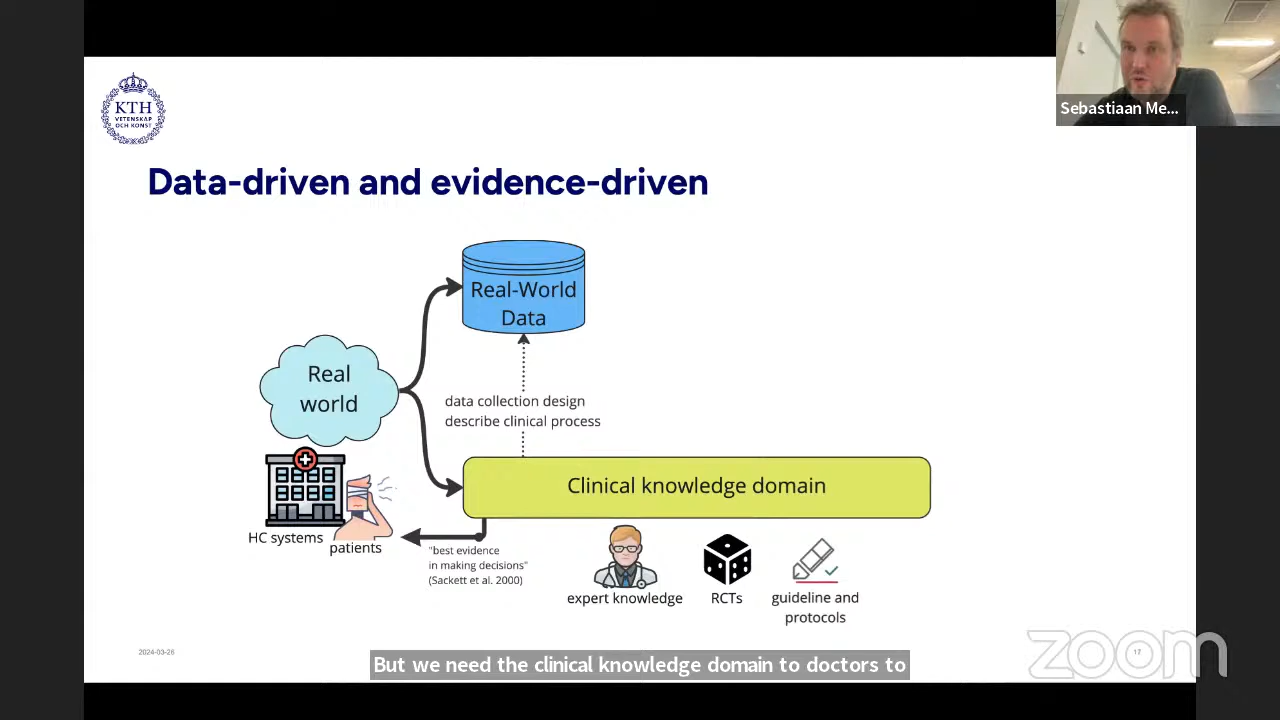 Sebastiaan Me...
KTH
VETENSKAP
OCH KONST
Data-driven and evidence-driven
Real-World
Data
Real
world
data collection design
describe clinical process
Clinical knowledge domain
HC systems
patients
"best evidence
in making decisions"
(Sackett et al. 2000)
expert knowledge
RCTs
guideline and
protocols
2024-03-26
17
zoom
But we need the clinical knowledge domain to doctors to